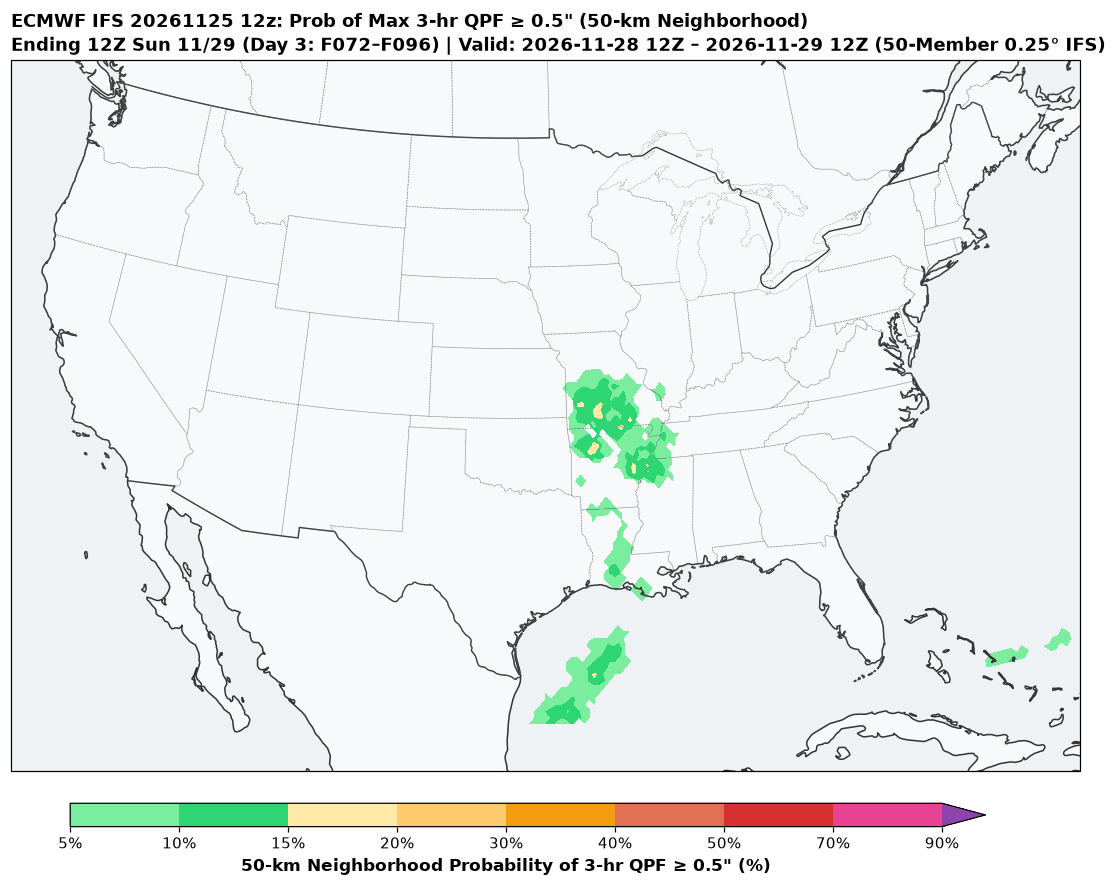 ECMWF IFS 20261125 12z: Prob of Max 3-hr QPF ≥ 0.5" (50-km Neighborhood)
Ending 12Z Sun 11/29 (Day 3: F072–F096) | Valid: 2026-11-28 12Z – 2026-11-29 12Z (50-Member 0.25° IFS)
5% 10% 15% 20% 30% 40% 50% 70% 90%
50-km Neighborhood Probability of 3-hr QPF ≥ 0.5" (%)